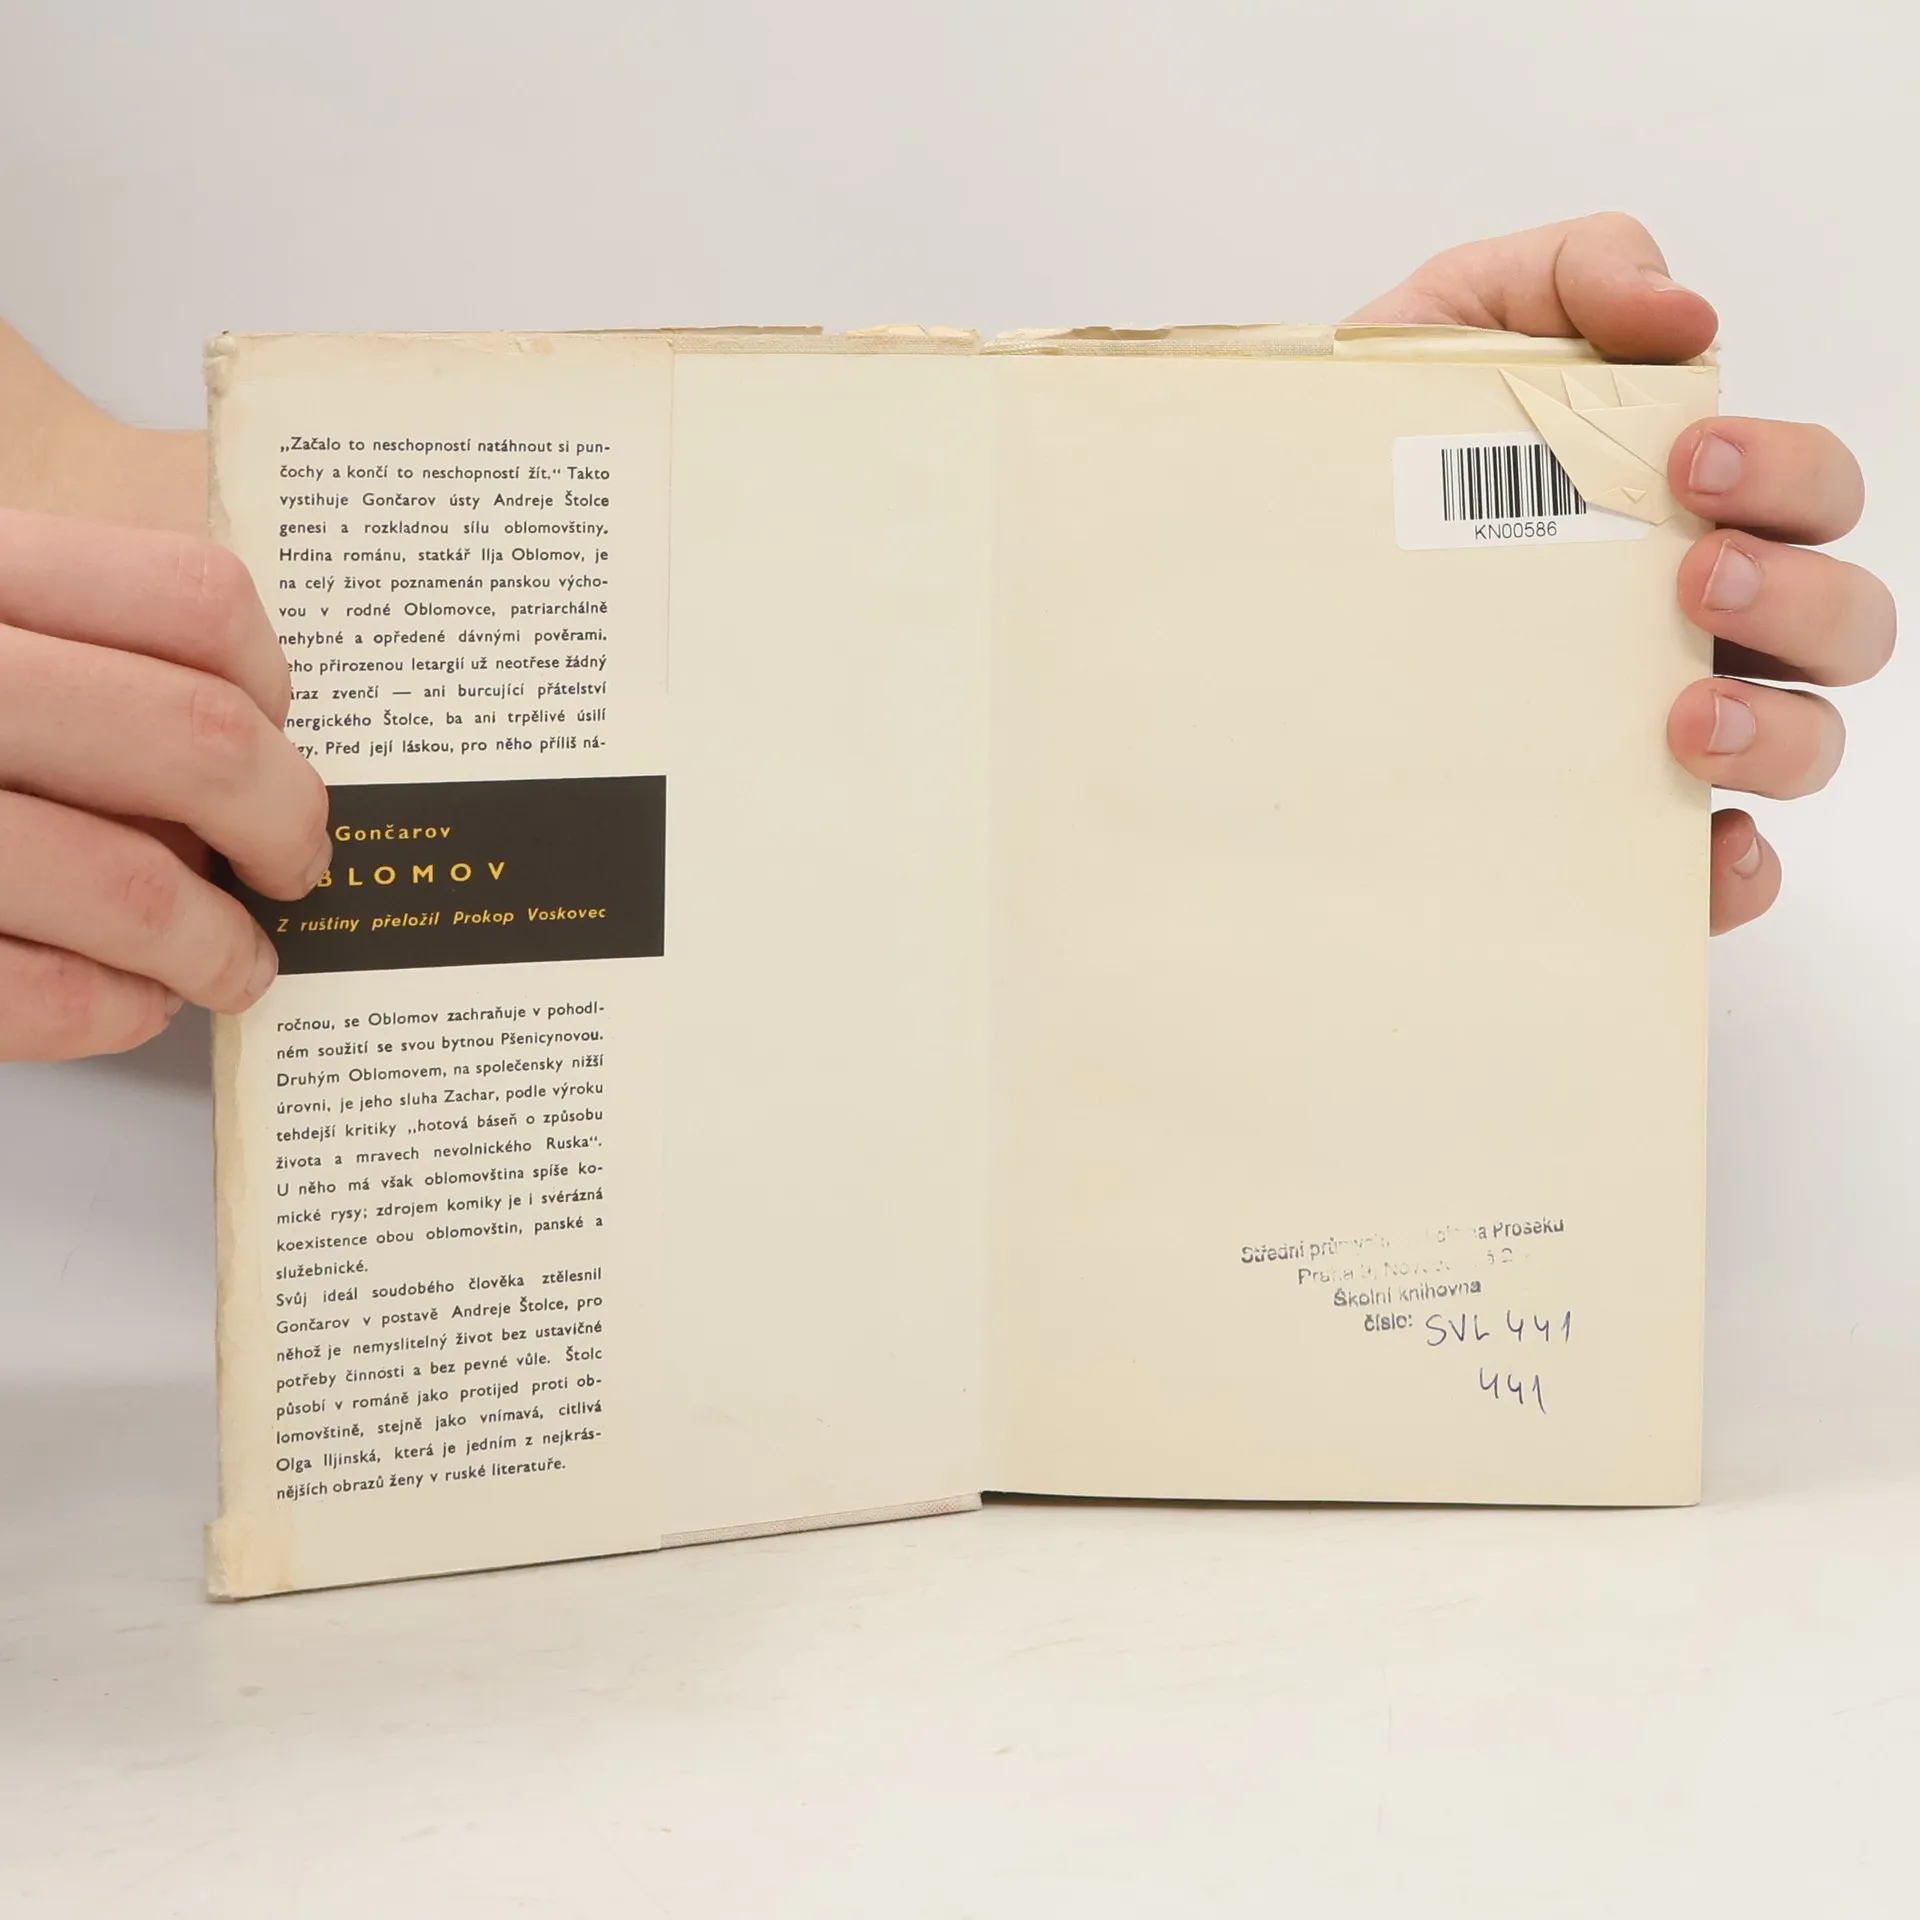 „Začalo to neschopností natáhnout si pun-
čochy a končí to neschopností žít.“ Takto
vystihuje Gončarov ústy Andreje Štolce
genesi a rozkladnou sílu oblomovštiny.
Hrdina románu, statkář Ilja Oblomov, je
na celý život poznamenán panskou výcho-
vou v rodné Oblomovce, patriarchálně
nehybné a opředené dávnými pověrami.
přirozenou letargií už neotřese žádný
zvenčí — ani burcující přátelství
Štolce, ba ani trpělivé úsilí
Před její láskou, pro něho příliš ná-
Gončarov
BLOMOV
Z ruštiny přeložil Prokop Voskovec
ročnou, se Oblomov zachraňuje v pohodl-
ném soužití se svou bytnou Pšenicynovou.
Druhým Oblomovem, na společensky nižší
úrovni, je jeho sluha Zachar, podle výroku
tehdejší kritiky „hotová báseň o způsobu
života a mravech nevolnického Ruska“.
U něho má však oblomovština spíše ko-
mické rysy; zdrojem komiky je i svérázná
koexistence obou oblomovštin, panské a
služebnické.
Svůj ideál soudobého člověka ztělesnil
Gončarov v postavě Andreje Štolce, pro
něhož je nemyslitelný život bez ustavičné
potřeby činnosti a bez pevné vůle. Štolc
působí v románě jako protijed proti ob-
lomovštině, stejně jako vnímavá, citlivá
Olga Iljinská, která je jedním z nejkrás-
nějších obrazů ženy v ruské literatuře.
KN00586
Střední na Proseku
Praha 9,
Školní knihovna
číslo: SVL 441
441